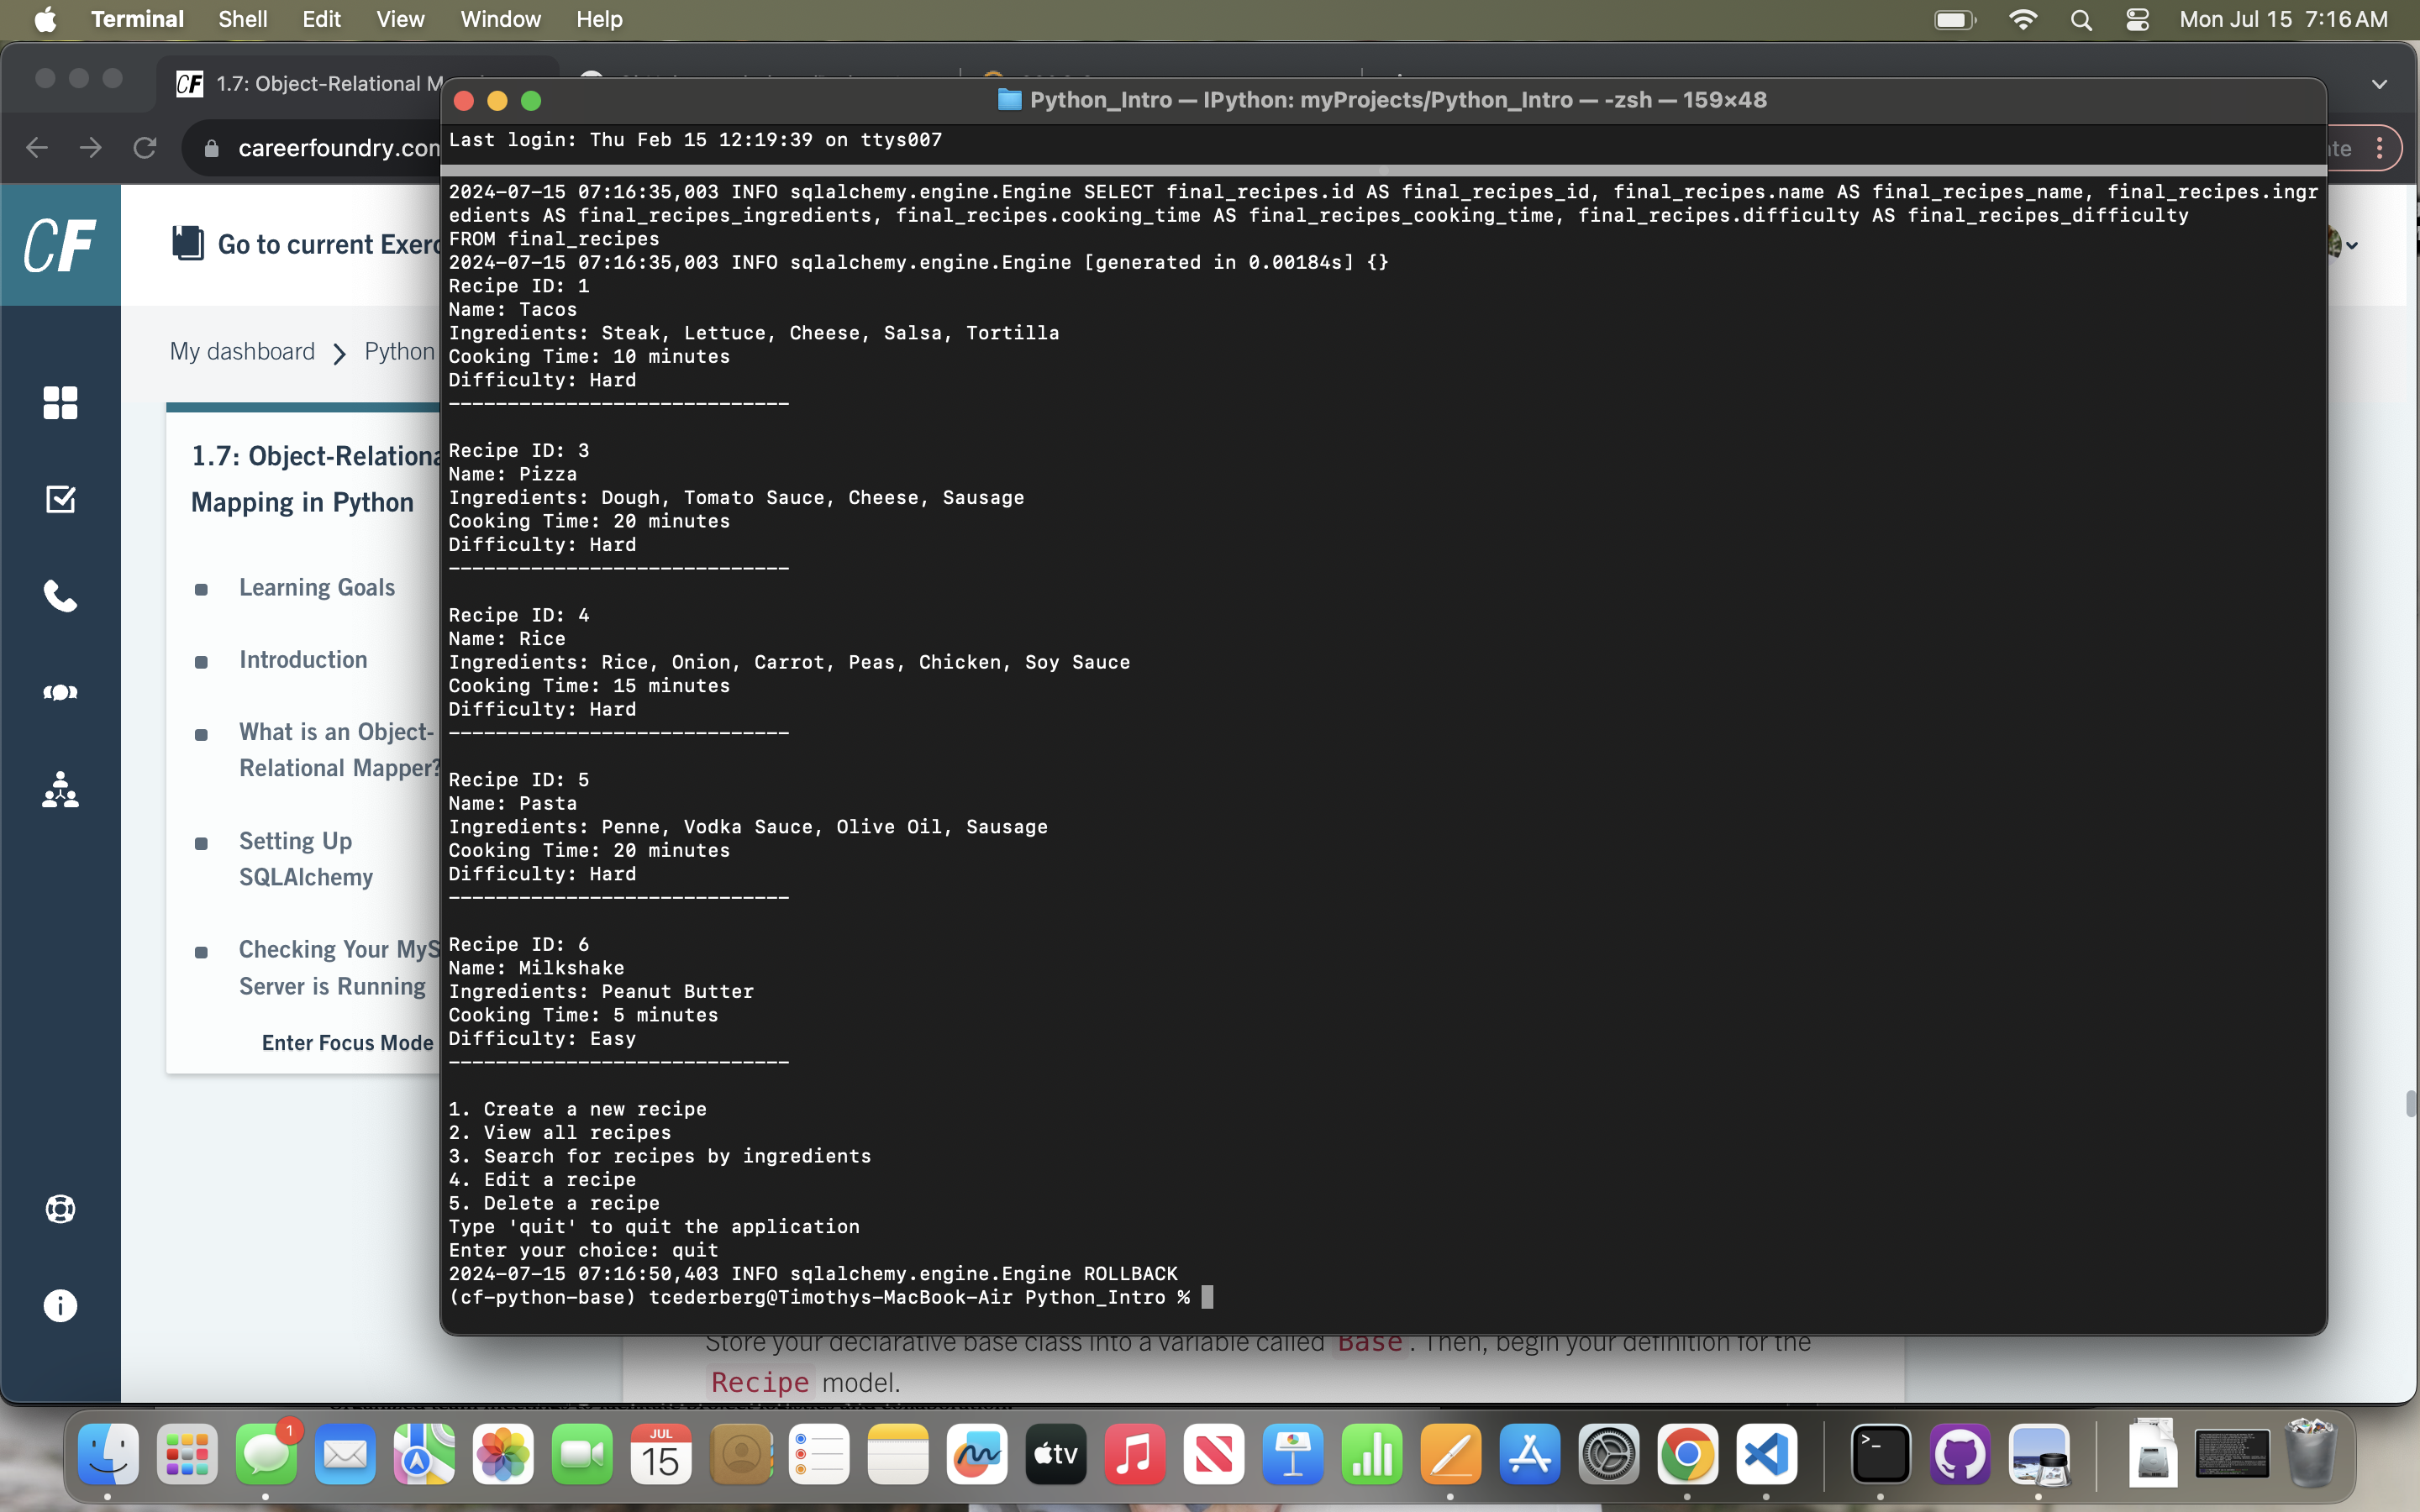 Terminal Shell Edit View Window Help
Mon Jul 15 7:16 AM
CF 1.7: Object-Relational M
careerfoundry.con
CF
Go to current Exerc
My dashboard > Python
1.7: Object-Relationa
Mapping in Python
Learning Goals
Introduction
What is an Object-
Relational Mapper?
Setting Up
SQLAlchemy
Checking Your MyS
Server is Running
Enter Focus Mode
Python_Intro — IPython: myProjects/Python_Intro — -zsh — 159×48
Last login: Thu Feb 15 12:19:39 on ttys007
2024-07-15 07:16:35,003 INFO sqlalchemy.engine.Engine SELECT final_recipes.id AS final_recipes_id, final_recipes.name AS final_recipes_name, final_recipes.ingr
edients AS final_recipes_ingredients, final_recipes.cooking_time AS final_recipes_cooking_time, final_recipes.difficulty AS final_recipes_difficulty
FROM final_recipes
2024-07-15 07:16:35,003 INFO sqlalchemy.engine.Engine [generated in 0.00184s] {}
Recipe ID: 1
Name: Tacos
Ingredients: Steak, Lettuce, Cheese, Salsa, Tortilla
Cooking Time: 10 minutes
Difficulty: Hard
-----------------------------
Recipe ID: 3
Name: Pizza
Ingredients: Dough, Tomato Sauce, Cheese, Sausage
Cooking Time: 20 minutes
Difficulty: Hard
-----------------------------
Recipe ID: 4
Name: Rice
Ingredients: Rice, Onion, Carrot, Peas, Chicken, Soy Sauce
Cooking Time: 15 minutes
Difficulty: Hard
-----------------------------
Recipe ID: 5
Name: Pasta
Ingredients: Penne, Vodka Sauce, Olive Oil, Sausage
Cooking Time: 20 minutes
Difficulty: Hard
-----------------------------
Recipe ID: 6
Name: Milkshake
Ingredients: Peanut Butter
Cooking Time: 5 minutes
Difficulty: Easy
-----------------------------
1. Create a new recipe
2. View all recipes
3. Search for recipes by ingredients
4. Edit a recipe
5. Delete a recipe
Type 'quit' to quit the application
Enter your choice: quit
2024-07-15 07:16:50,403 INFO sqlalchemy.engine.Engine ROLLBACK
(cf-python-base) tcederberg@Timothys-MacBook-Air Python_Intro %
Store your declarative base class into a variable called Base. Then, begin your definition for the
Recipe model.
1
JUL
15
tv